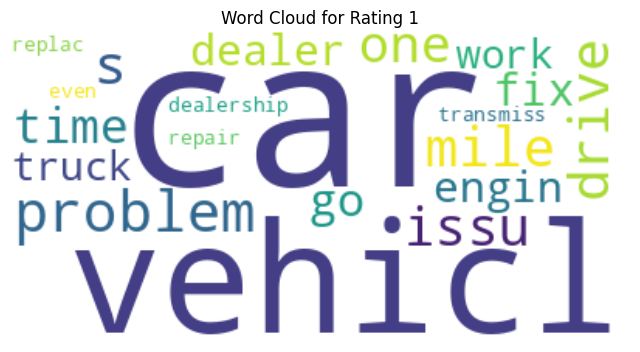 Word Cloud for Rating 1
replac
s
dealer
one
work
drive
even
car
fix
time
dealership
transmiss
repair
mile
truck
engin
problem
go
issu
vehicl